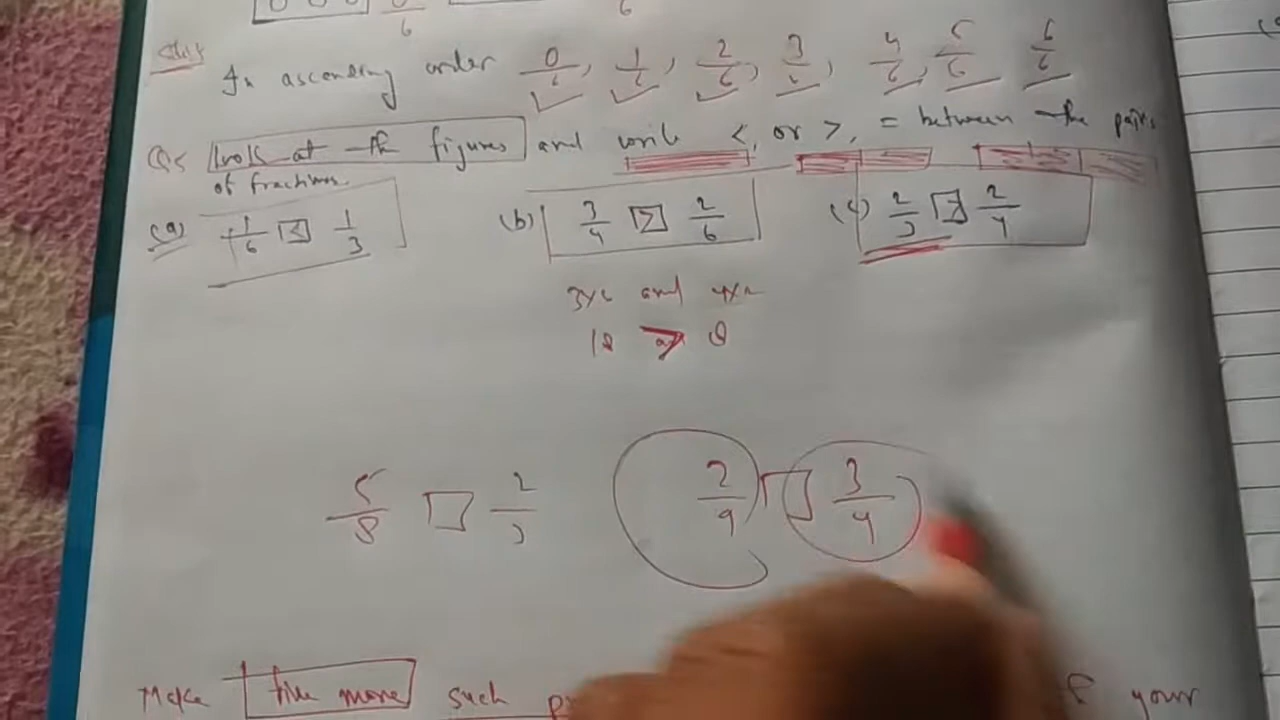 6 6
In ascending order 0/6, 1/6, 2/6, 3/6, 4/6, 5/6 6/6
Q5 look at the figures and write <, or >, = between the pairs
of fractions.
(a) 1/6 < 1/3 (b) 3/4 > 2/6 (c) 2/3 > 2/4
3×6 and 4×2
18 > 8
5/8 □ 2/3 2/9 □ 3/4
Make five more such your